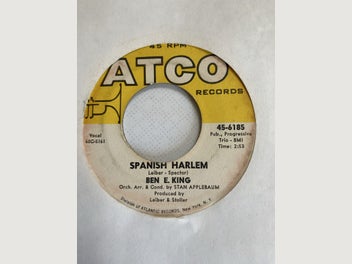 45 RPM
ATCO
RECORDS
Vocal
45-6185
Pub., Progressive
Trio - BMI
Time: 2:53
SPANISH HARLEM
Leiber - Spector)
BEN E. KING
Orch. Arr & Cond. by STAN APPLEBAUM
Produced by
Leiber & Stoller
Division of ATLANTIC RECORDS, New York, N. Y.